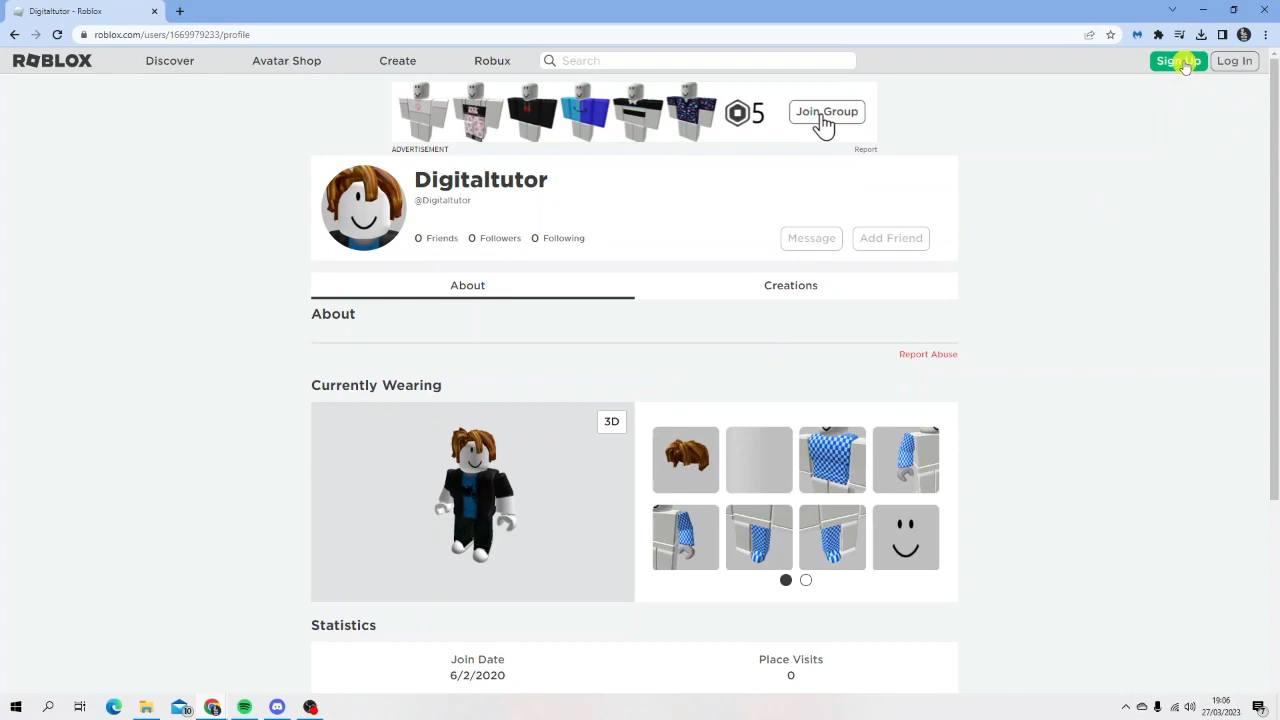 Digitaltutor - Roblox
roblox.com/users/1669979233/profile
ROBLOX Discover Avatar Shop Create Robux Search Sign Up Log In
5 Join Group
ADVERTISEMENT Report
Digitaltutor
@Digitaltutor
0 Friends 0 Followers 0 Following Message Add Friend
About Creations
About
Report Abuse
Currently Wearing
3D
Statistics
Join Date Place Visits
6/2/2020 0
19:06
27/03/2023